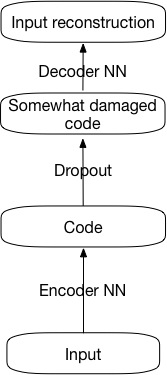 Input reconstruction
Decoder NN
Somewhat damaged
code
Dropout
Code
Encoder NN
Input